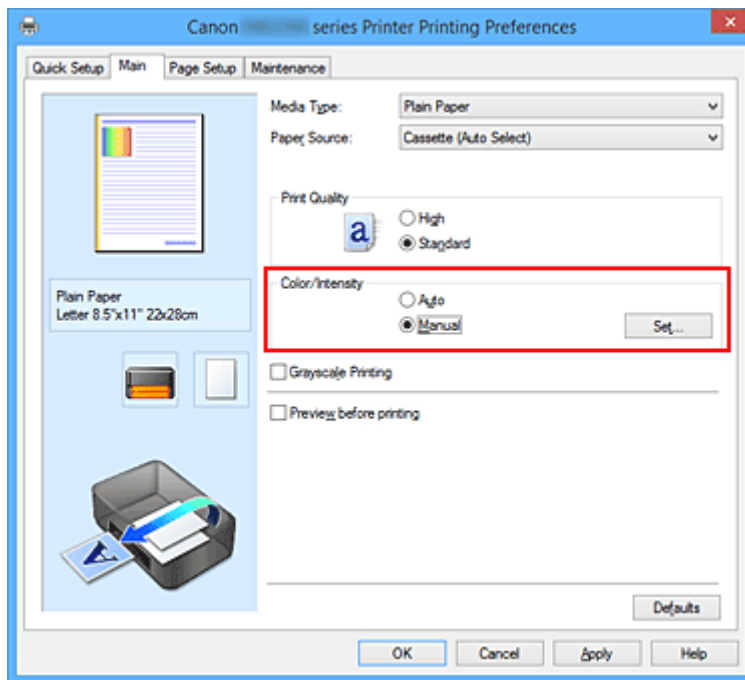 Canon series Printer Printing Preferences
Quick Setup Main Page Setup Maintenance
Media Type: Plain Paper
Paper Source: Cassette (Auto Select)
Print Quality
a
High
Standard
Color/Intensity
Auto
Manual
Set...
Plain Paper
Letter 8.5"x11" 22x28cm
Grayscale Printing
Preview before printing
A
Defaults
OK Cancel Apply Help